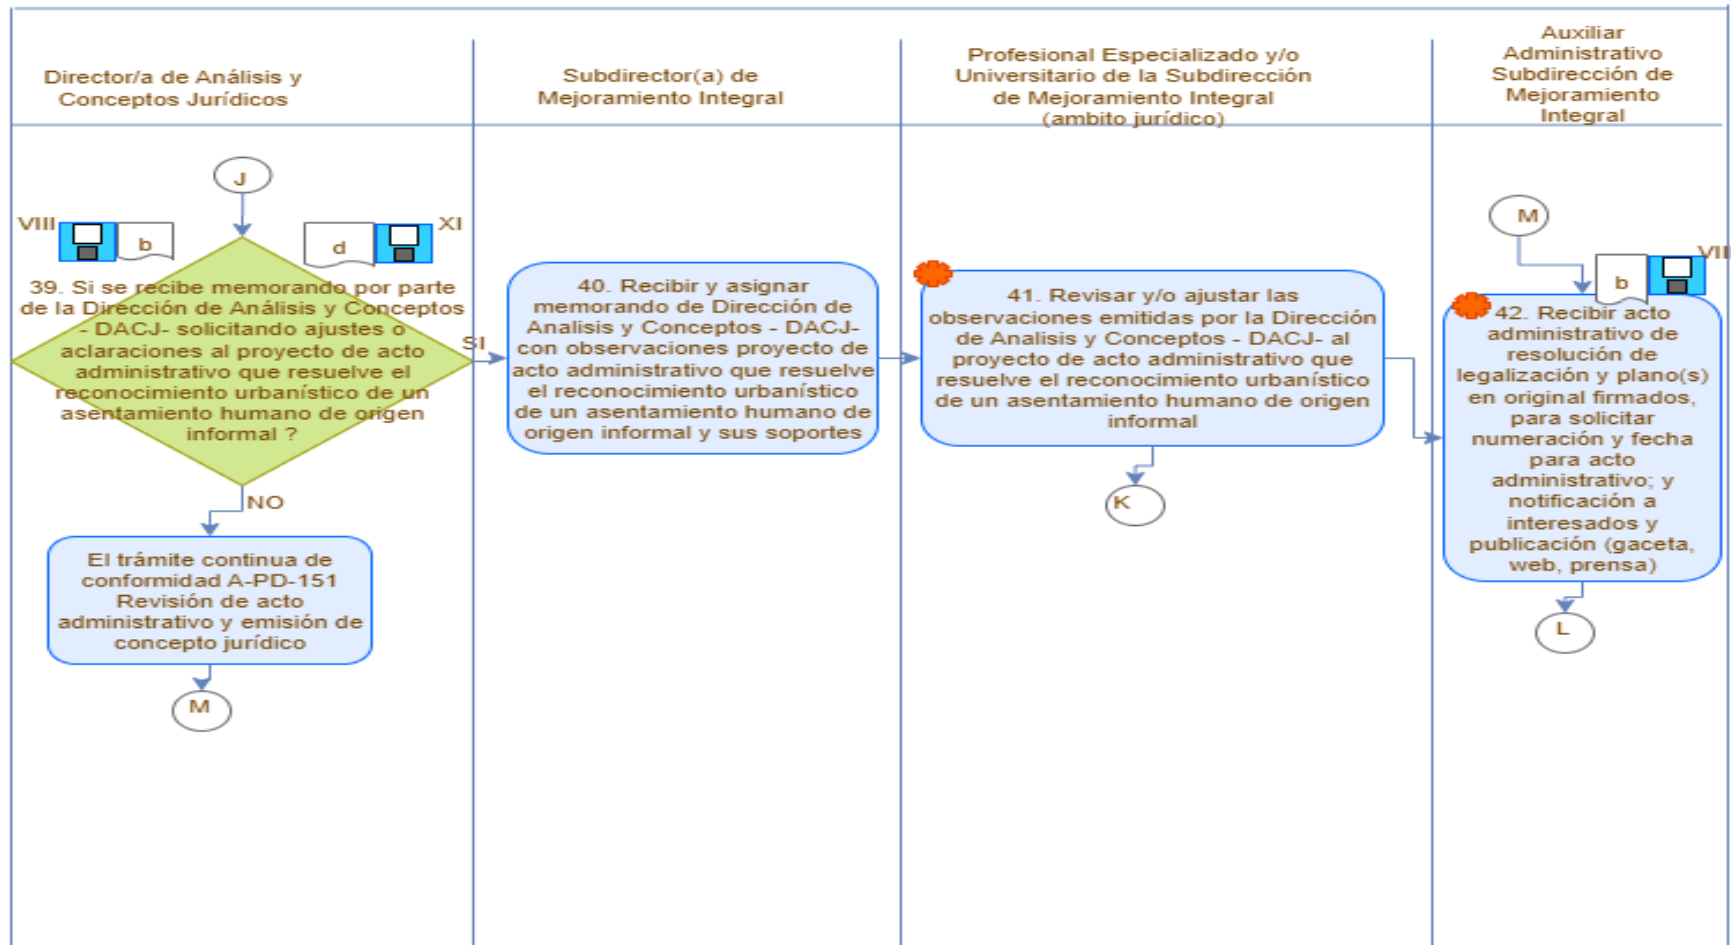 Director/a de Análisis y
Conceptos Jurídicos
Subdirector(a) de
Mejoramiento Integral
Profesional Especializado y/o
Universitario de la Subdirección
de Mejoramiento Integral
(ambito jurídico)
Auxiliar
Administrativo
Subdirección de
Mejoramiento
Integral
J
VIII
b
d
XI
39. Si se recibe memorando por parte
de la Dirección de Análisis y Conceptos
- DACJ- solicitando ajustes o
aclaraciones al proyecto de acto
administrativo que resuelve el
reconocimiento urbanístico de un
asentamiento humano de origen
informal ?
SI
NO
El trámite continua de
conformidad A-PD-151
Revisión de acto
administrativo y emisión de
concepto jurídico
M
40. Recibir y asignar
memorando de Dirección de
Analisis y Conceptos - DACJ-
con observaciones proyecto de
acto administrativo que resuelve
el reconocimiento urbanístico
de un asentamiento humano de
origen informal y sus soportes
41. Revisar y/o ajustar las
observaciones emitidas por la Dirección
de Analisis y Conceptos - DACJ- al
proyecto de acto administrativo que
resuelve el reconocimiento urbanístico
de un asentamiento humano de origen
informal
K
M
b
VII
42. Recibir acto
administrativo de
resolución de
legalización y plano(s)
en original firmados,
para solicitar
numeración y fecha
para acto
administrativo; y
notificación a
interesados y
publicación (gaceta,
web, prensa)
L